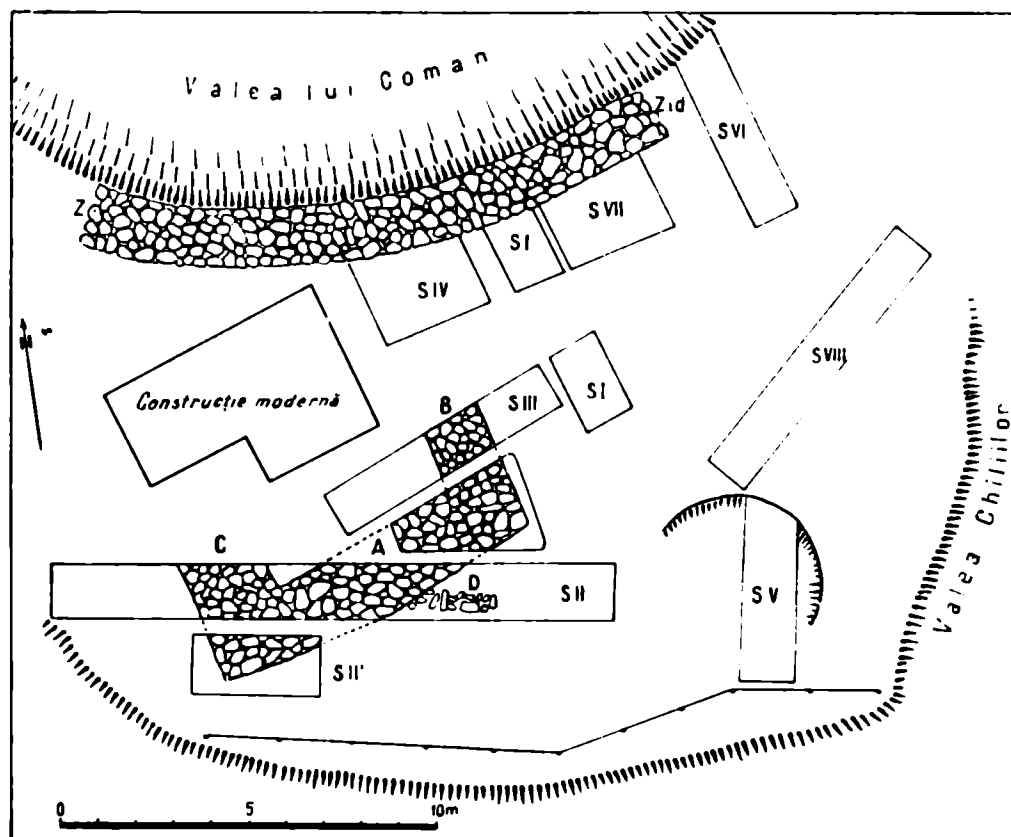 Valea lui Coman
Zid
S VI
Z
S VII
S I
S IV
N
S VIII
Construcție modernă
B
S III
S I
Valea Chiliilor
C
A
D
S II
S V
S II'
0 5 10m